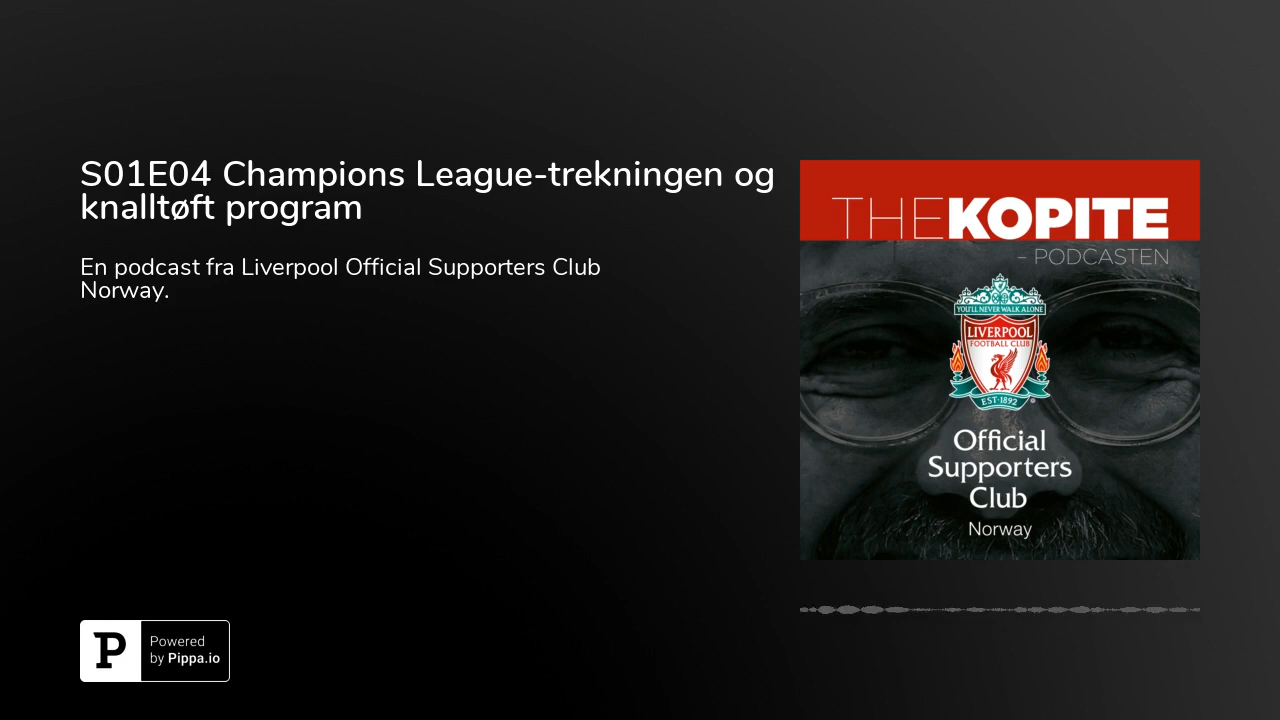 S01E04 Champions League-trekningen og
knalltøft program
En podcast fra Liverpool Official Supporters Club
Norway.
THEKOPITE
– PODCASTEN
YOU'LL NEVER WALK ALONE
LIVERPOOL
FOOTBALL CLUB
EST·1892
Official
Supporters
Club
Norway
P
Powered
by Pippa.io